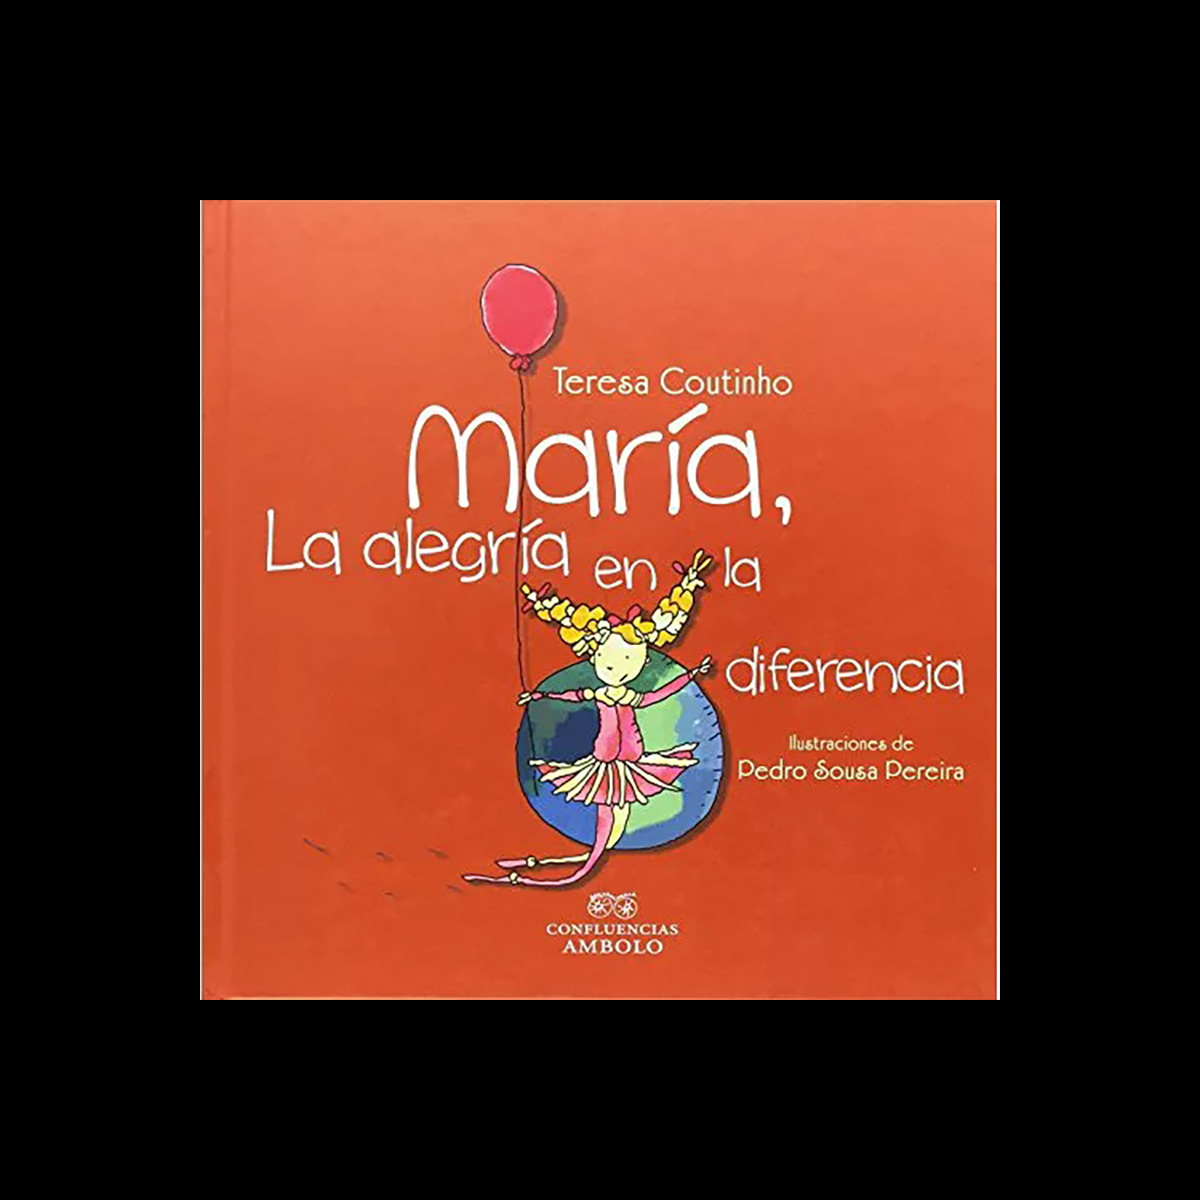 Teresa Coutinho
María,
La alegría en la
diferencia
Ilustraciones de
Pedro Sousa Pereira
CONFLUENCIAS
AMBOLO